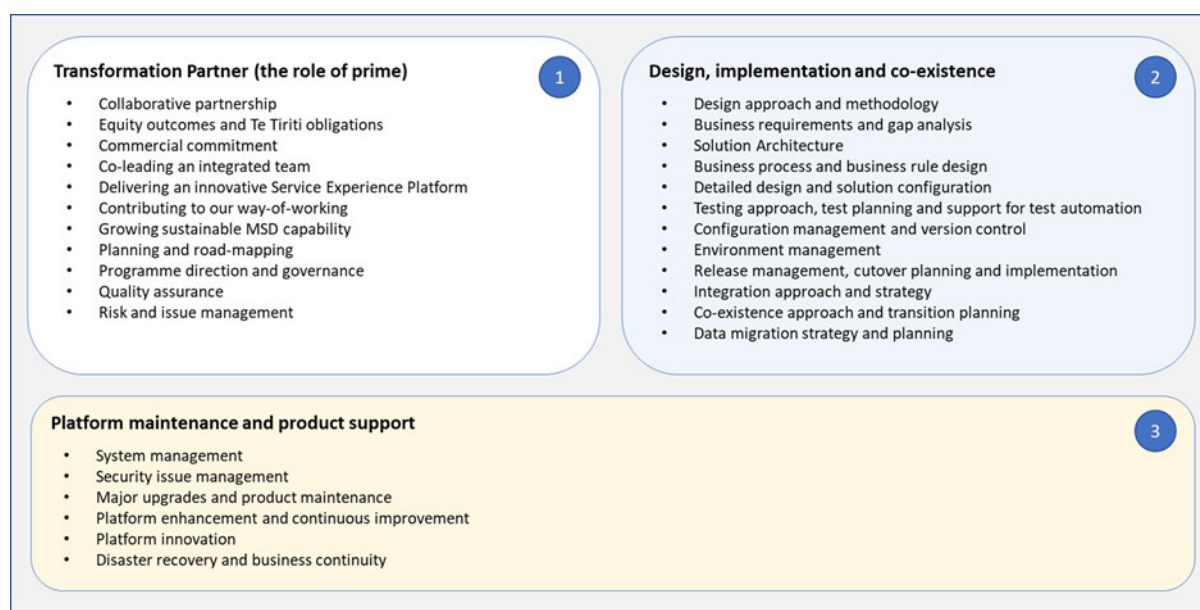 Transformation Partner (the role of prime)
1
• Collaborative partnership
• Equity outcomes and Te Tiriti obligations
• Commercial commitment
• Co-leading an integrated team
• Delivering an innovative Service Experience Platform
• Contributing to our way-of-working
• Growing sustainable MSD capability
• Planning and road-mapping
• Programme direction and governance
• Quality assurance
• Risk and issue management
Design, implementation and co-existence
2
• Design approach and methodology
• Business requirements and gap analysis
• Solution Architecture
• Business process and business rule design
• Detailed design and solution configuration
• Testing approach, test planning and support for test automation
• Configuration management and version control
• Environment management
• Release management, cutover planning and implementation
• Integration approach and strategy
• Co-existence approach and transition planning
• Data migration strategy and planning
Platform maintenance and product support
3
• System management
• Security issue management
• Major upgrades and product maintenance
• Platform enhancement and continuous improvement
• Platform innovation
• Disaster recovery and business continuity